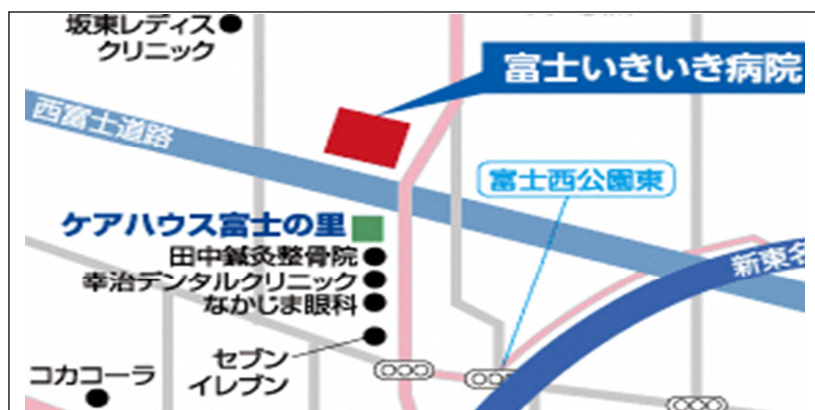 坂東レディス
クリニック
富士いきいき病院
西富士道路
富士西公園東
ケアハウス富士の里
田中鍼灸整骨院
幸治デンタルクリニック
なかじま眼科
新東名
セブン
イレブン
コカコーラ